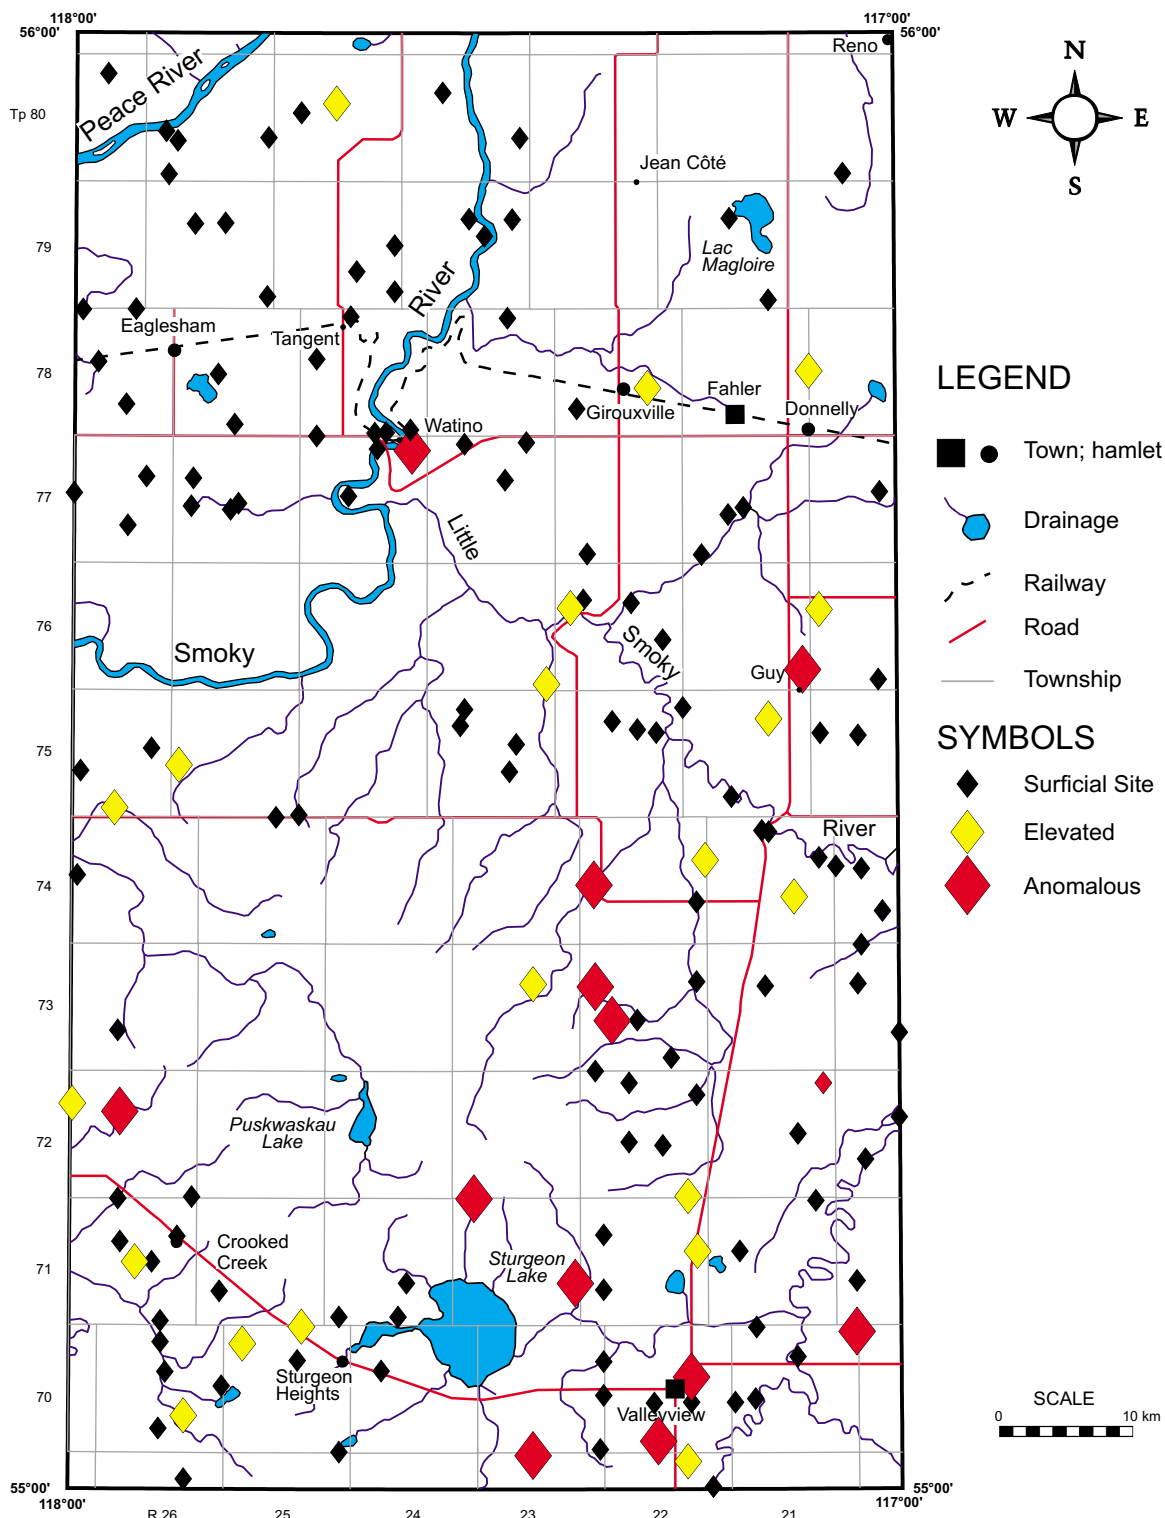 118°00'
117°00'
56°00'
56°00'
Reno
N
W
E
S
Peace River
Tp 80
Jean Côté
79
Lac
Magloire
River
Eaglesham
Tangent
78
Fahler
Girouxville
Donnelly
Watino
77
Little
76
Smoky
Smoky
Guy
75
River
74
73
72
Puskwaskau
Lake
71
Crooked
Creek
Sturgeon
Lake
Sturgeon
Heights
70
Valleyview
LEGEND
Town; hamlet
Drainage
Railway
Road
Township
SYMBOLS
Surficial Site
Elevated
Anomalous
SCALE
0
10 km
55°00'
55°00'
118°00'
117°00'
R 26
25
24
23
22
21